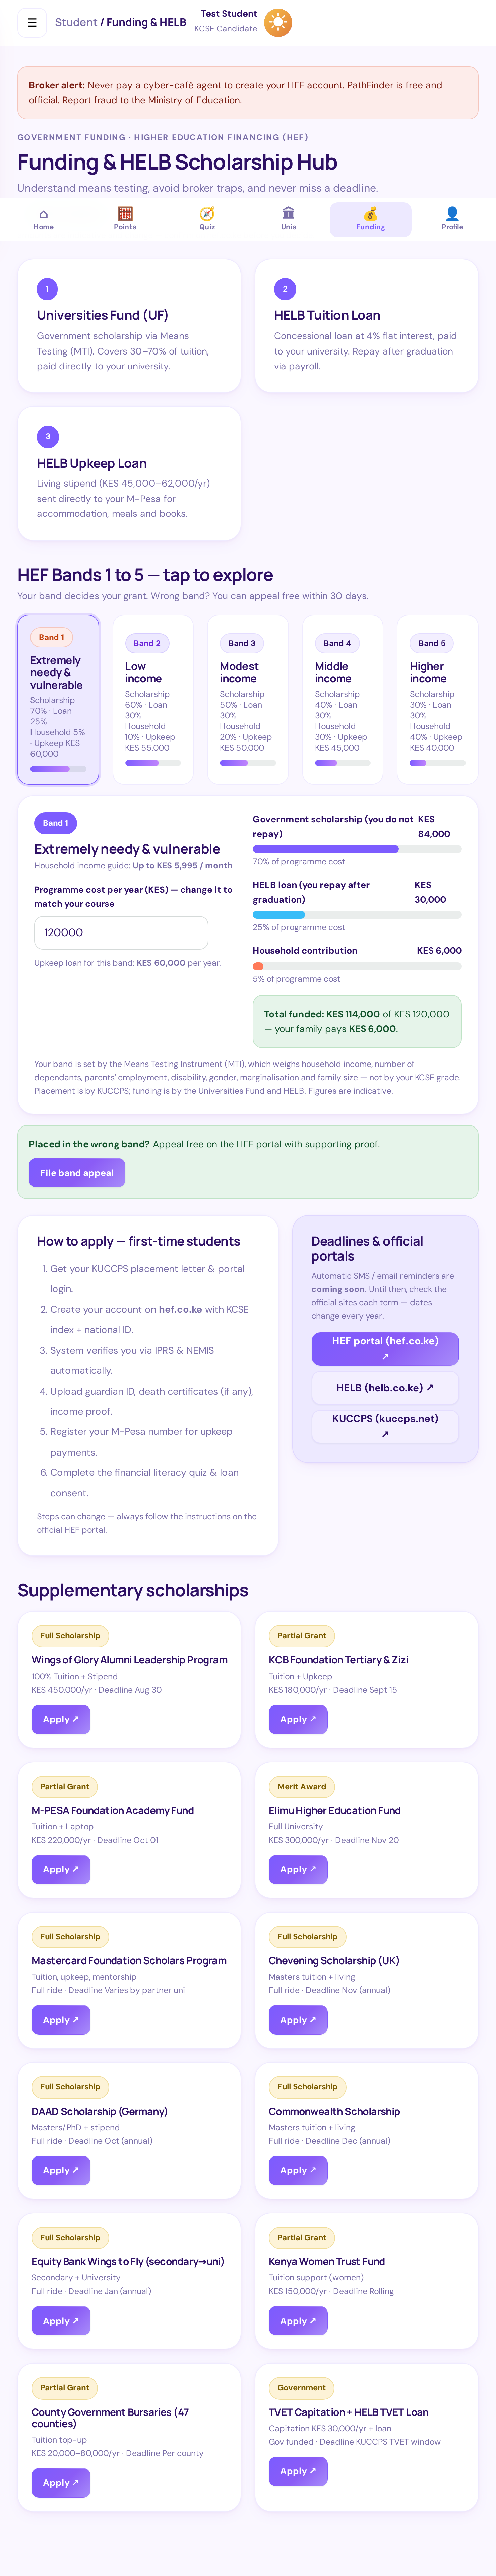 ☰ Student / Funding & HELB Test Student
KCSE Candidate
Broker alert: Never pay a cyber-café agent to create your HEF account. PathFinder is free and
official. Report fraud to the Ministry of Education.
GOVERNMENT FUNDING · HIGHER EDUCATION FINANCING (HEF)
Funding & HELB Scholarship Hub
Understand means testing, avoid broker traps, and never miss a deadline.
Home Points Quiz Unis Funding Profile
1
Universities Fund (UF)
Government scholarship via Means
Testing (MTI). Covers 30–70% of tuition,
paid directly to your university.
2
HELB Tuition Loan
Concessional loan at 4% flat interest, paid
to your university. Repay after graduation
via payroll.
3
HELB Upkeep Loan
Living stipend (KES 45,000–62,000/yr)
sent directly to your M-Pesa for
accommodation, meals and books.
HEF Bands 1 to 5 — tap to explore
Your band decides your grant. Wrong band? You can appeal free within 30 days.
Band 1
Extremely
needy &
vulnerable
Scholarship
70% · Loan
25%
Household 5%
· Upkeep KES
60,000
Band 2
Low
income
Scholarship
60% · Loan
30%
Household
10% · Upkeep
KES 55,000
Band 3
Modest
income
Scholarship
50% · Loan
30%
Household
20% · Upkeep
KES 50,000
Band 4
Middle
income
Scholarship
40% · Loan
30%
Household
30% · Upkeep
KES 45,000
Band 5
Higher
income
Scholarship
30% · Loan
30%
Household
40% · Upkeep
KES 40,000
Band 1
Extremely needy & vulnerable
Household income guide: Up to KES 5,995 / month
Programme cost per year (KES) — change it to
match your course
120000
Upkeep loan for this band: KES 60,000 per year.
Government scholarship (you do not KES
repay) 84,000
70% of programme cost
HELB loan (you repay after KES
graduation) 30,000
25% of programme cost
Household contribution KES 6,000
5% of programme cost
Total funded: KES 114,000 of KES 120,000
— your family pays KES 6,000.
Your band is set by the Means Testing Instrument (MTI), which weighs household income, number of
dependants, parents' employment, disability, gender, marginalisation and family size — not by your KCSE grade.
Placement is by KUCCPS; funding is by the Universities Fund and HELB. Figures are indicative.
Placed in the wrong band? Appeal free on the HEF portal with supporting proof.
File band appeal
How to apply — first-time students
1. Get your KUCCPS placement letter & portal
login.
2. Create your account on hef.co.ke with KCSE
index + national ID.
3. System verifies you via IPRS & NEMIS
automatically.
4. Upload guardian ID, death certificates (if any),
income proof.
5. Register your M-Pesa number for upkeep
payments.
6. Complete the financial literacy quiz & loan
consent.
Steps can change — always follow the instructions on the
official HEF portal.
Deadlines & official
portals
Automatic SMS / email reminders are
coming soon. Until then, check the
official sites each term — dates
change every year.
HEF portal (hef.co.ke)
↗
HELB (helb.co.ke) ↗
KUCCPS (kuccps.net)
↗
Supplementary scholarships
Full Scholarship
Wings of Glory Alumni Leadership Program
100% Tuition + Stipend
KES 450,000/yr · Deadline Aug 30
Apply ↗
Partial Grant
KCB Foundation Tertiary & Zizi
Tuition + Upkeep
KES 180,000/yr · Deadline Sept 15
Apply ↗
Partial Grant
M-PESA Foundation Academy Fund
Tuition + Laptop
KES 220,000/yr · Deadline Oct 01
Apply ↗
Merit Award
Elimu Higher Education Fund
Full University
KES 300,000/yr · Deadline Nov 20
Apply ↗
Full Scholarship
Mastercard Foundation Scholars Program
Tuition, upkeep, mentorship
Full ride · Deadline Varies by partner uni
Apply ↗
Full Scholarship
Chevening Scholarship (UK)
Masters tuition + living
Full ride · Deadline Nov (annual)
Apply ↗
Full Scholarship
DAAD Scholarship (Germany)
Masters/PhD + stipend
Full ride · Deadline Oct (annual)
Apply ↗
Full Scholarship
Commonwealth Scholarship
Masters tuition + living
Full ride · Deadline Dec (annual)
Apply ↗
Full Scholarship
Equity Bank Wings to Fly (secondary→uni)
Secondary + University
Full ride · Deadline Jan (annual)
Apply ↗
Partial Grant
Kenya Women Trust Fund
Tuition support (women)
KES 150,000/yr · Deadline Rolling
Apply ↗
Partial Grant
County Government Bursaries (47
counties)
Tuition top-up
KES 20,000–80,000/yr · Deadline Per county
Apply ↗
Government
TVET Capitation + HELB TVET Loan
Capitation KES 30,000/yr + loan
Gov funded · Deadline KUCCPS TVET window
Apply ↗